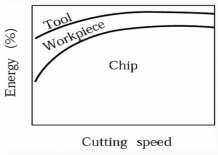 Tool
Workpiece
Chip
Energy (%)
Cutting speed